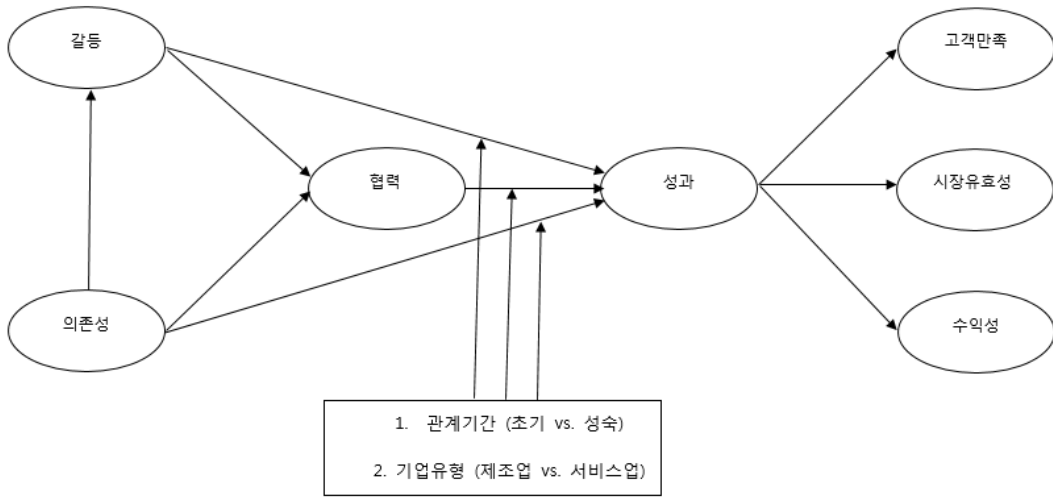 갈등
고객만족
협력
성과
시장유효성
의존성
수익성
1. 관계기간 (초기 vs. 성숙)
2. 기업유형 (제조업 vs. 서비스업)